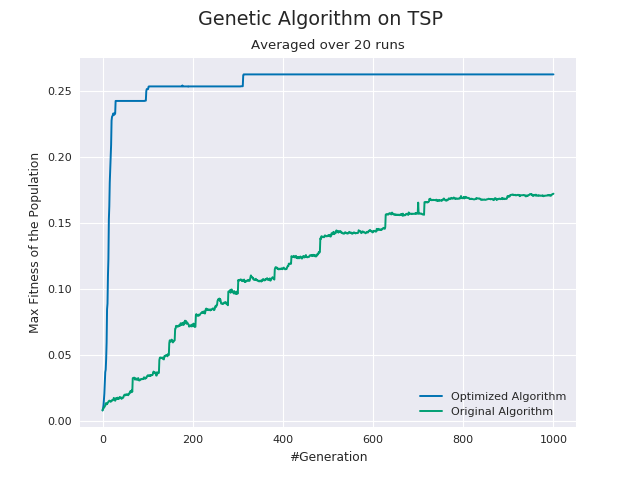 Genetic Algorithm on TSP
Averaged over 20 runs
Max Fitness of the Population
0.25
0.20
0.15
0.10
0.05
0.00
Optimized Algorithm
Original Algorithm
0 200 400 600 800 1000
#Generation